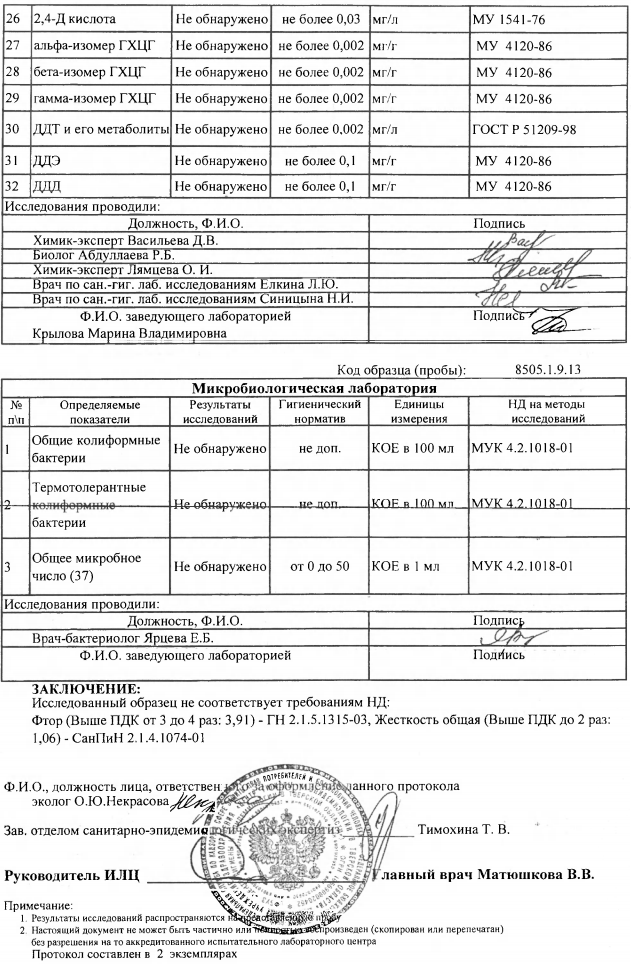 26 2,4-Д кислота Не обнаружено не более 0,03 мг/л МУ 1541-76
27 альфа-изомер ГХЦГ Не обнаружено не более 0,002 мг/г МУ 4120-86
28 бета-изомер ГХЦГ Не обнаружено не более 0,002 мг/г МУ 4120-86
29 гамма-изомер ГХЦГ Не обнаружено не более 0,002 мг/г МУ 4120-86
30 ДДТ и его метаболиты Не обнаружено не более 0,002 мг/л ГОСТ Р 51209-98
31 ДДЭ Не обнаружено не более 0,1 мг/г МУ 4120-86
32 ДДД Не обнаружено не более 0,1 мг/г МУ 4120-86
Исследования проводили:
Должность, Ф.И.О. Подпись
Химик-эксперт Васильева Д.В.
Биолог Абдуллаева Р.Б.
Химик-эксперт Лямцева О. И.
Врач по сан.-гиг. лаб. исследованиям Елкина Л.Ю.
Врач по сан.-гиг. лаб. исследованиям Синицына Н.И.
Ф.И.О. заведующего лабораторией Подпись
Крылова Марина Владимировна
Код образца (пробы): 8505.1.9.13
Микробиологическая лаборатория
№ п\п Определяемые показатели Результаты исследований Гигиенический норматив Единицы измерения НД на методы исследований
1 Общие колиформные бактерии Не обнаружено не доп. КОЕ в 100 мл МУК 4.2.1018-01
2 Термотолерантные колиформные бактерии Не обнаружено не доп. КОЕ в 100 мл МУК 4.2.1018-01
3 Общее микробное число (37) Не обнаружено от 0 до 50 КОЕ в 1 мл МУК 4.2.1018-01
Исследования проводили:
Должность, Ф.И.О. Подпись
Врач-бактериолог Ярцева Е.Б.
Ф.И.О. заведующего лабораторией Подпись
ЗАКЛЮЧЕНИЕ:
Исследованный образец не соответствует требованиям НД:
Фтор (Выше ПДК от 3 до 4 раз: 3,91) - ГН 2.1.5.1315-03, Жесткость общая (Выше ПДК до 2 раз:
1,06) - СанПиН 2.1.4.1074-01
Ф.И.О., должность лица, ответственного за оформление данного протокола
эколог О.Ю.Некрасова
Зав. отделом санитарно-эпидемиологических экспертиз Тимохина Т. В.
Руководитель ИЛЦ Главный врач Матюшкова В.В.
Примечание:
1. Результаты исследований распространяются на представленную пробу
2. Настоящий документ не может быть частично или полностью воспроизведен (скопирован или перепечатан)
без разрешения на то аккредитованного испытательного лабораторного центра
Протокол составлен в 2 экземплярах